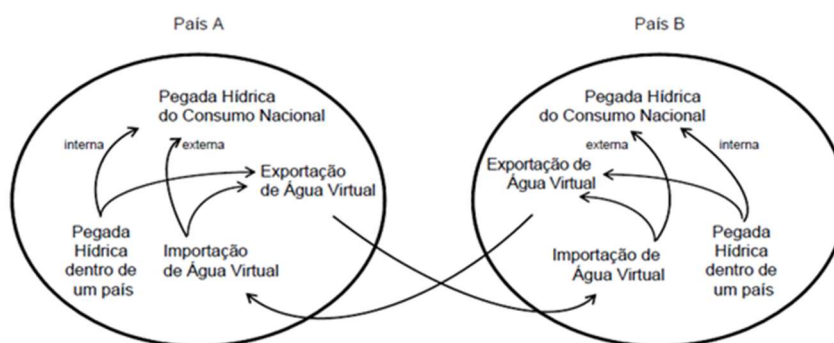 País A
Pegada Hídrica
do Consumo Nacional
interna
externa
Exportação
de Água Virtual
Pegada
Hídrica
dentro de
um país
Importação
de Água Virtual
País B
Pegada Hídrica
do Consumo Nacional
externa
interna
Exportação de
Água Virtual
Importação de
Água Virtual
Pegada
Hídrica
dentro de
um país